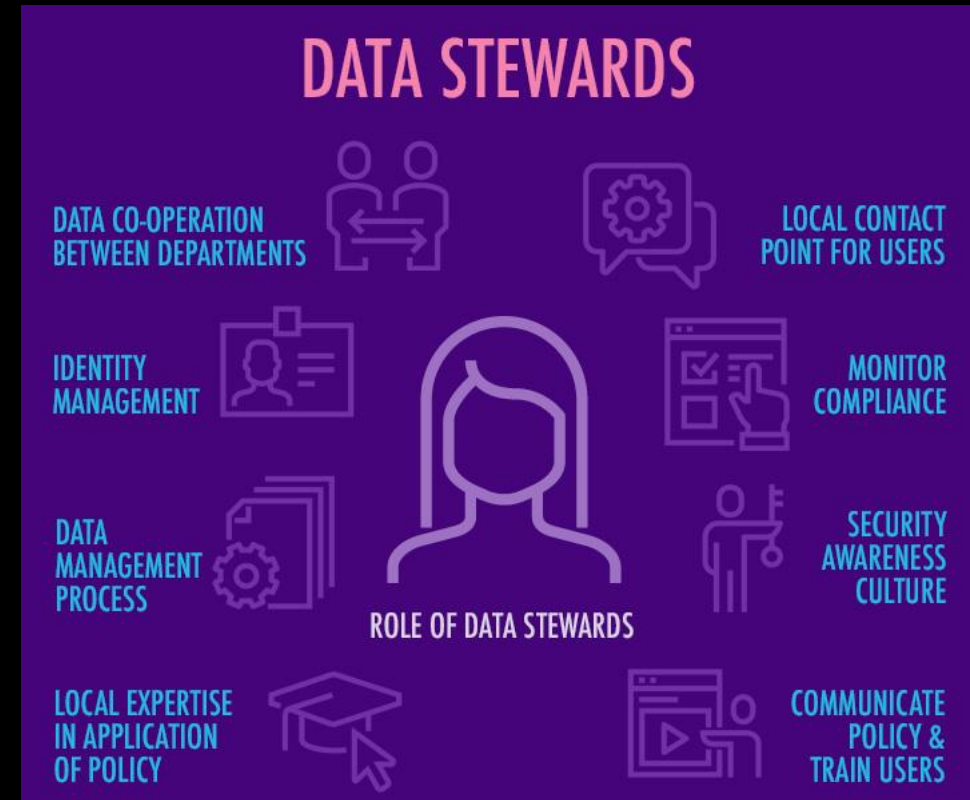 DATA STEWARDS
DATA CO-OPERATION
BETWEEN DEPARTMENTS
LOCAL CONTACT
POINT FOR USERS
IDENTITY
MANAGEMENT
MONITOR
COMPLIANCE
DATA
MANAGEMENT
PROCESS
SECURITY
AWARENESS
CULTURE
ROLE OF DATA STEWARDS
LOCAL EXPERTISE
IN APPLICATION
OF POLICY
COMMUNICATE
POLICY &
TRAIN USERS